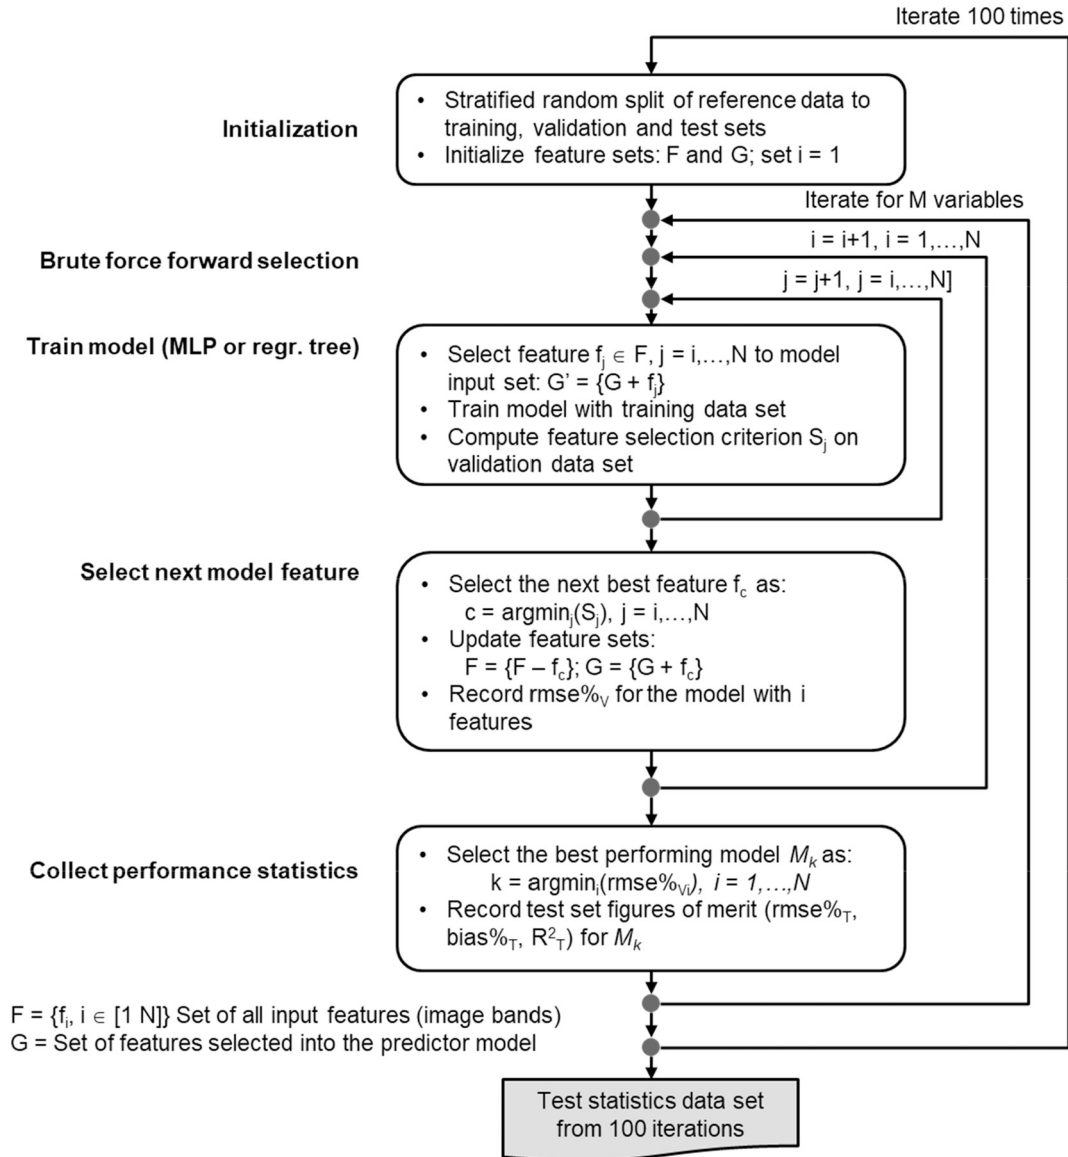 Iterate 100 times
Initialization
• Stratified random split of reference data to
training, validation and test sets
• Initialize feature sets: F and G; set i = 1
Iterate for M variables
i = i+1, i = 1,…,N
Brute force forward selection
j = j+1, j = i,…,N]
Train model (MLP or regr. tree)
• Select feature fj ∈ F, j = i,…,N to model
input set: G’ = {G + fj}
• Train model with training data set
• Compute feature selection criterion Sj on
validation data set
Select next model feature
• Select the next best feature fc as:
c = argminj(Sj), j = i,…,N
• Update feature sets:
F = {F – fc}; G = {G + fc}
• Record rmse%V for the model with i
features
Collect performance statistics
• Select the best performing model Mk as:
k = argmini(rmse%Vi), i = 1,…,N
• Record test set figures of merit (rmse%T,
bias%T, R²T) for Mk
F = {fi, i ∈ [1 N]} Set of all input features (image bands)
G = Set of features selected into the predictor model
Test statistics data set
from 100 iterations